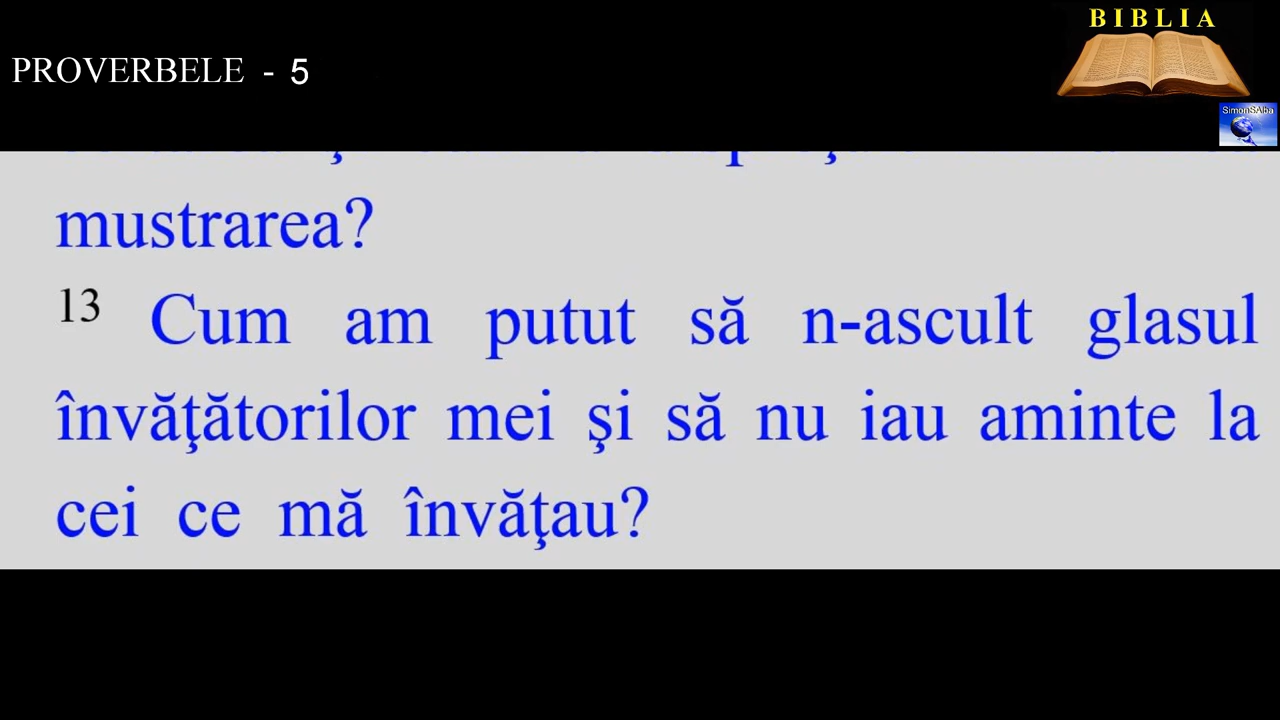 BIBLIA
PROVERBELE - 5
SimonSAlba
mustrarea?
13 Cum am putut să n-ascult glasul
învăţătorilor mei şi să nu iau aminte la
cei ce mă învăţau?